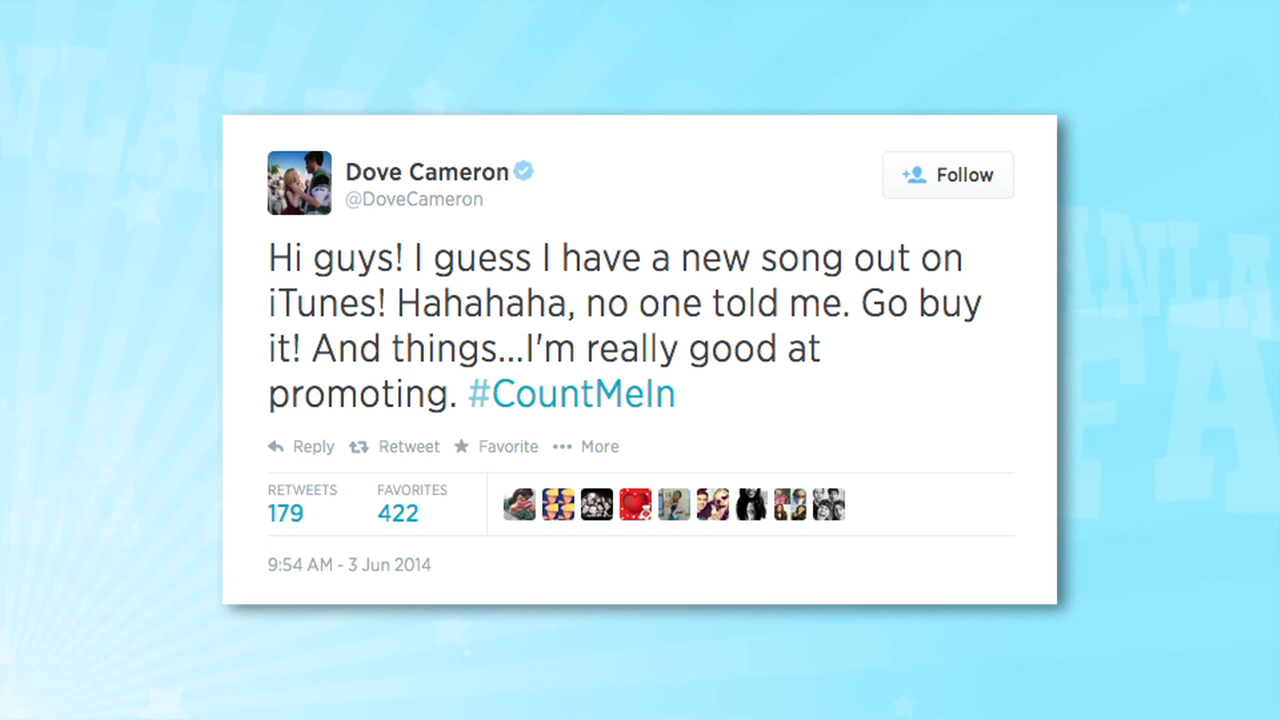 Dove Cameron
@DoveCameron
Follow
Hi guys! I guess I have a new song out on
iTunes! Hahahaha, no one told me. Go buy
it! And things...I'm really good at
promoting. #CountMeIn
Reply Retweet Favorite More
RETWEETS FAVORITES
179 422
9:54 AM - 3 Jun 2014